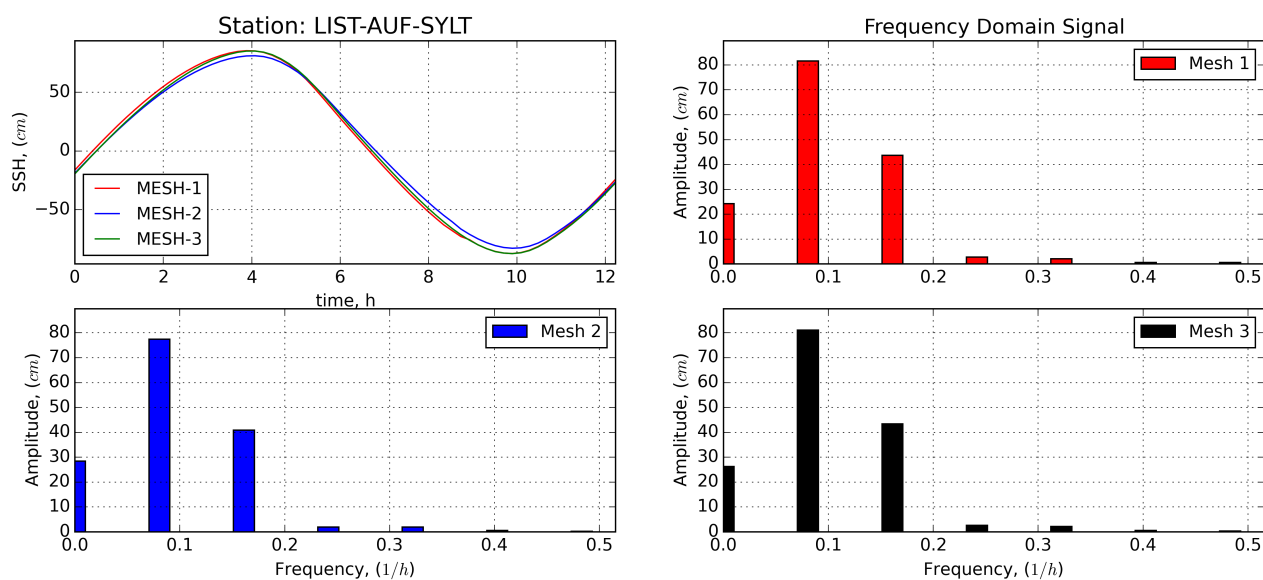 Station: LIST-AUF-SYLT
SSH, (cm)
50
0
−50
MESH-1
MESH-2
MESH-3
0 2 4 6 8 10 12
time, h
Frequency Domain Signal
Amplitude, (cm)
80
70
60
50
40
30
20
10
0
Mesh 1
0.0 0.1 0.2 0.3 0.4 0.5
Amplitude, (cm)
80
70
60
50
40
30
20
10
0
Mesh 2
0.0 0.1 0.2 0.3 0.4 0.5
Frequency, (1/h)
Amplitude, (cm)
80
70
60
50
40
30
20
10
0
Mesh 3
0.0 0.1 0.2 0.3 0.4 0.5
Frequency, (1/h)